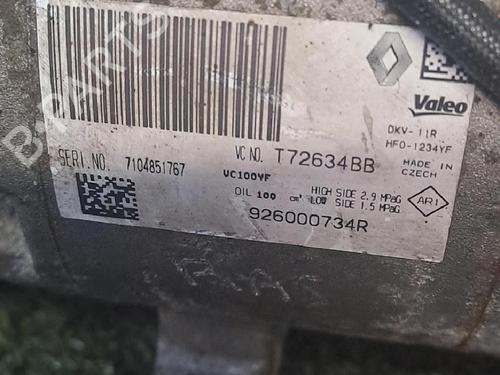 Valeo
DKV-11R
HFO-1234YF
SERI.NO. 7104851767
VC NO. T72634BB
MADE IN
CZECH
VC100YF
OIL 100 cm³
HIGH SIDE 2.9 MPaG
LOW SIDE 1.5 MPaG
AR1
926000734R
B-PARTS